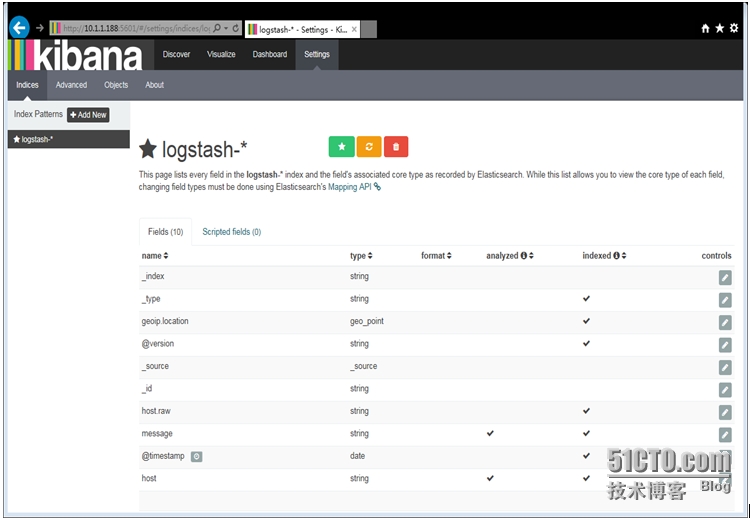 http://10.1.1.188:5601/#/settings/indices/log logstash-* - Settings - Ki...
kibana Discover Visualize Dashboard Settings
Indices Advanced Objects About
Index Patterns + Add New
logstash-*
logstash-*
This page lists every field in the logstash-* index and the field's associated core type as recorded by Elasticsearch. While this list allows you to view the core type of each field,
changing field types must be done using Elasticsearch's Mapping API
Fields (10) Scripted fields (0)
name type format analyzed indexed controls
_index string
_type string
geoip.location geo_point
@version string
_source _source
_id string
host.raw string
message string
@timestamp date
host string
51CTO.com
技术博客 Blog